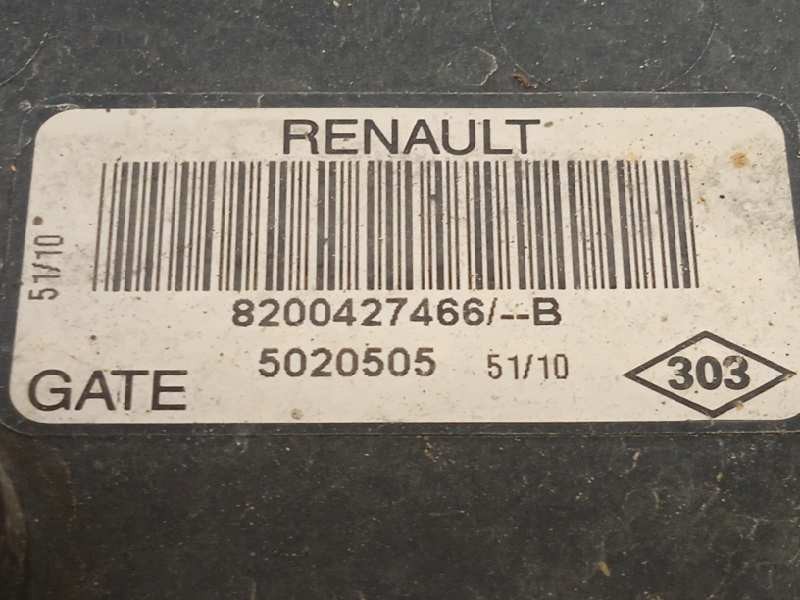 RENAULT
51/10
8200427466/--B
5020505 51/10
GATE
303